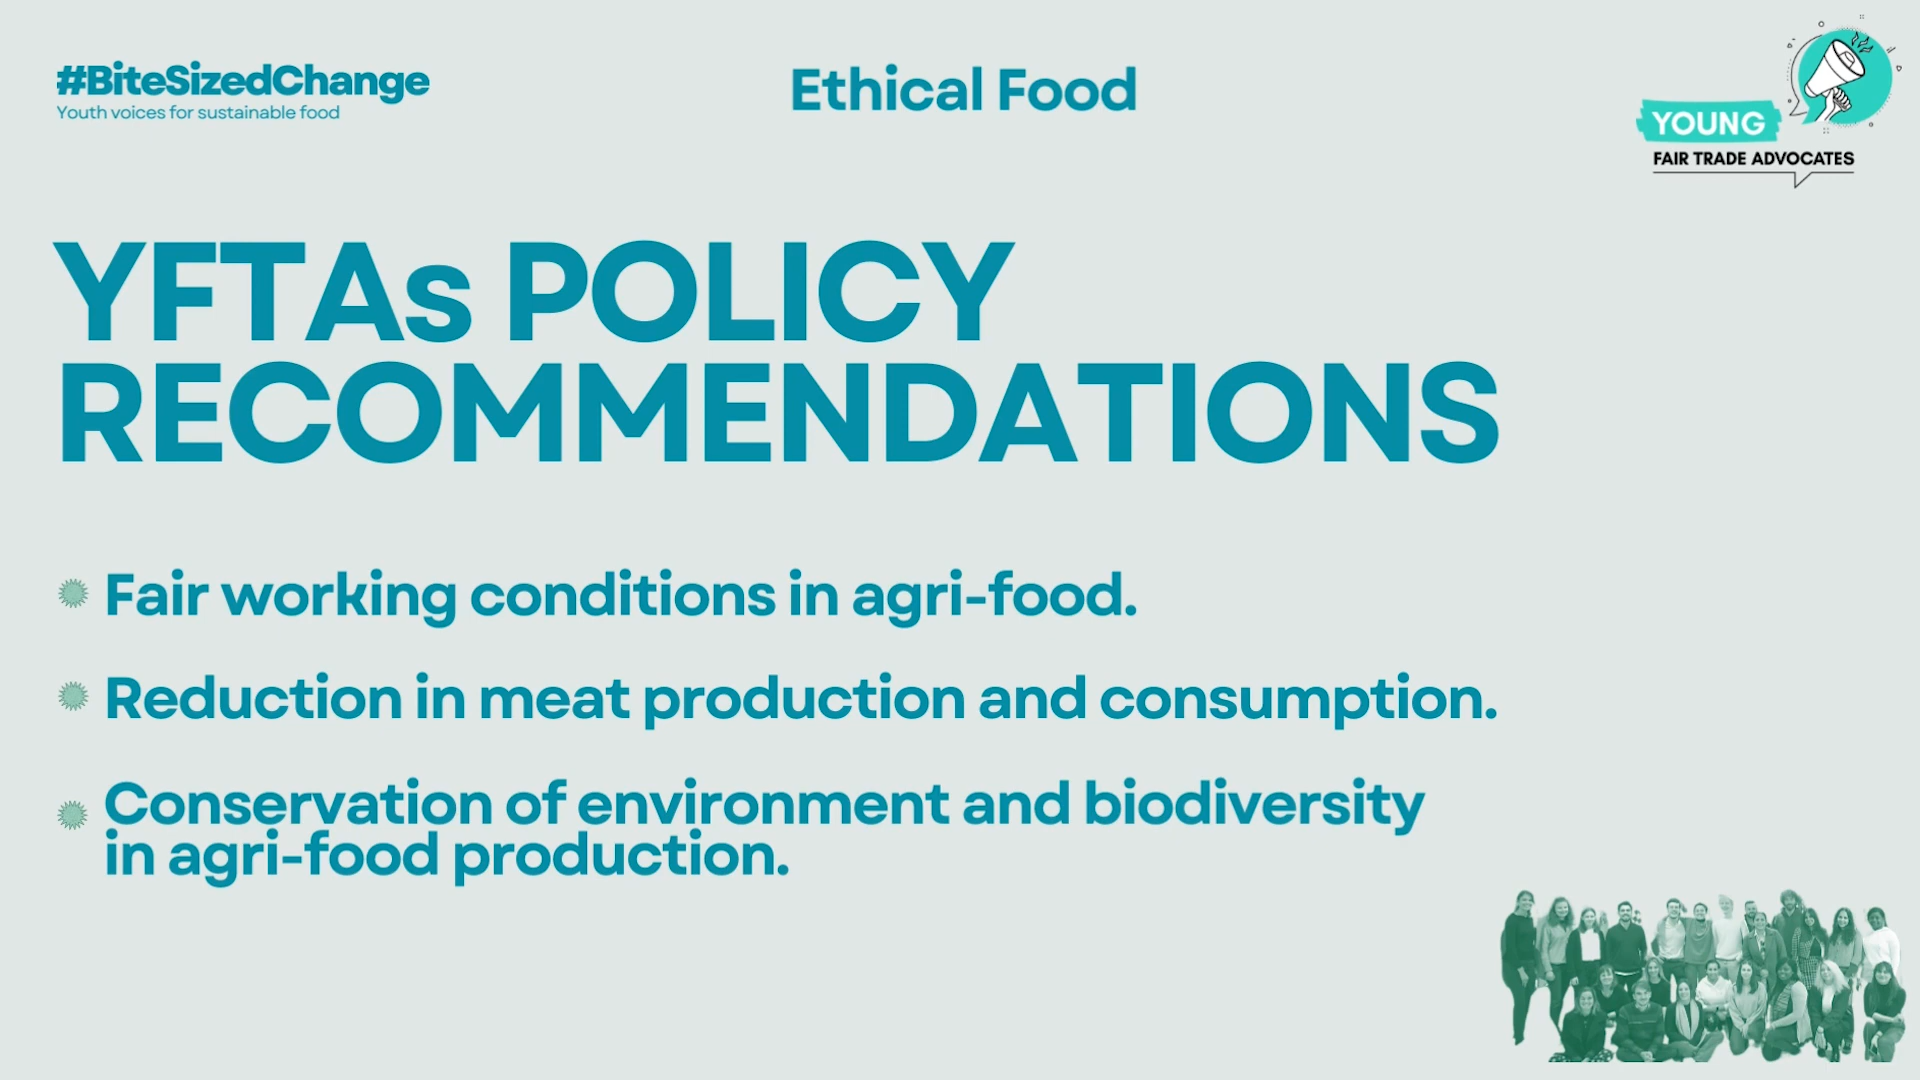 #BiteSizedChange
Youth voices for sustainable food
Ethical Food
YOUNG
FAIR TRADE ADVOCATES
YFTAs POLICY
RECOMMENDATIONS
Fair working conditions in agri-food.
Reduction in meat production and consumption.
Conservation of environment and biodiversity
in agri-food production.